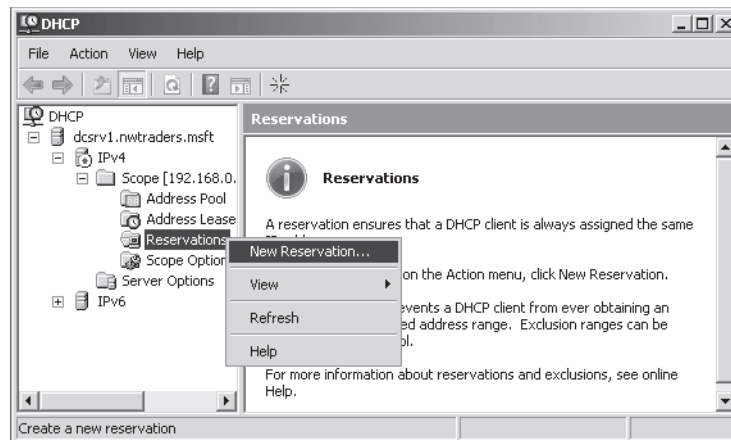 DHCP
File Action View Help
DHCP
dcsrv1.nwtraders.msft
IPv4
Scope [192.168.0.
Address Pool
Address Lease
Reservations
Scope Option
Server Options
IPv6
New Reservation...
View
Refresh
Help
Reservations
Reservations
A reservation ensures that a DHCP client is always assigned the same
on the Action menu, click New Reservation.
events a DHCP client from ever obtaining an
ed address range. Exclusion ranges can be
ol.
For more information about reservations and exclusions, see online
Help.
Create a new reservation